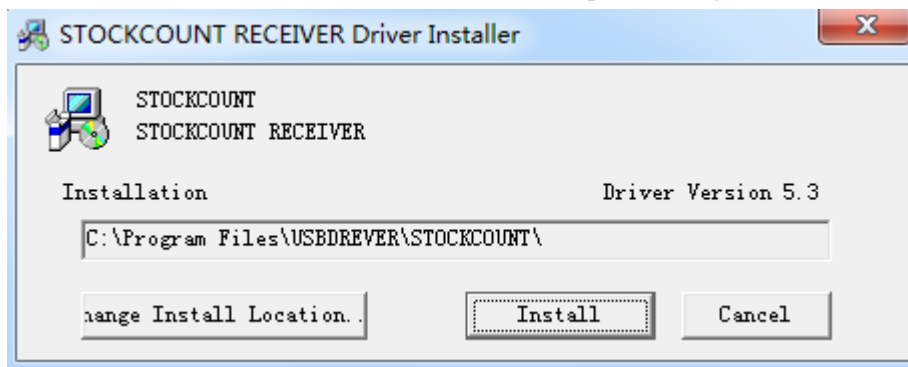 STOCKCOUNT RECEIVER Driver Installer
STOCKCOUNT
STOCKCOUNT RECEIVER
Installation Driver Version 5.3
C:\Program Files\USBDREVER\STOCKCOUNT\
hange Install Location.. Install Cancel